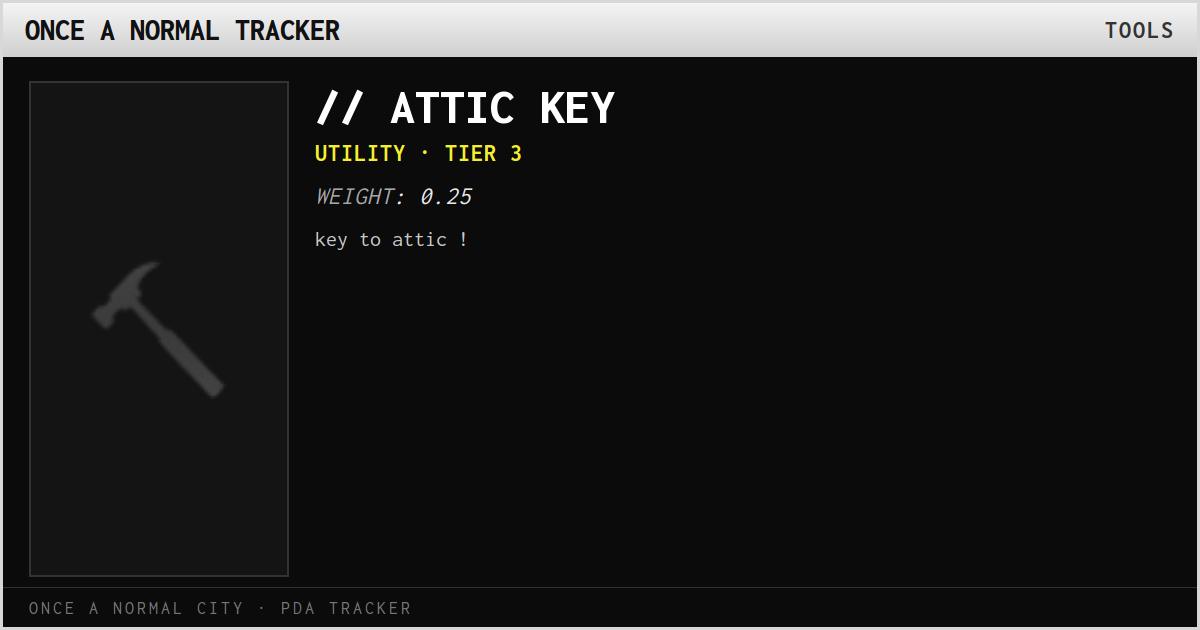 ONCE A NORMAL TRACKER
TOOLS
// ATTIC KEY
UTILITY · TIER 3
WEIGHT: 0.25
key to attic !
ONCE A NORMAL CITY · PDA TRACKER